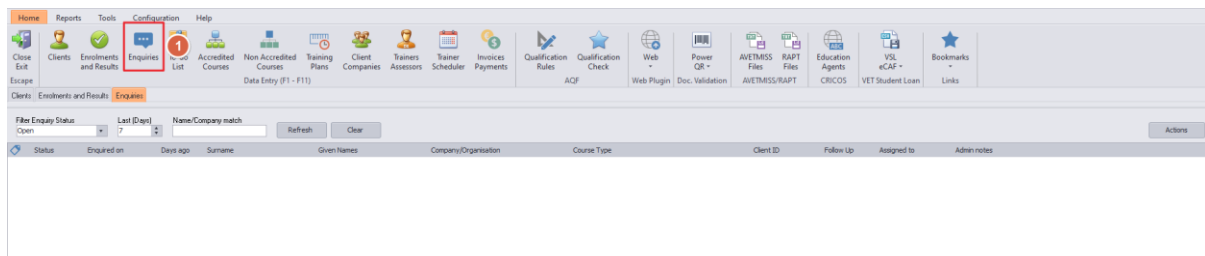 Home Reports Tools Configuration Help
Close Exit
Clients
Enrolments and Results
Enquiries
1
List
Accredited Courses
Non Accredited Courses
Training Plans
Client Companies
Trainers Assessors
Trainer Scheduler
Invoices Payments
Qualification Rules
Qualification Check
Web
Power QR
AVETMISS Files
RAPT Files
Education Agents
VSL eCAF
Bookmarks
Escape Data Entry (F1 - F11) AQF Web Plugin Doc. Validation AVETMISS/RAPT CRICOS VET Student Loan Links
Clients Enrolments and Results Enquiries
Filter Enquiry Status Last (Days) Name/Company match
Open 7 Refresh Clear Actions
Status Enquired on Days ago Surname Given Names Company/Organisation Course Type Client ID Follow Up Assigned to Admin notes